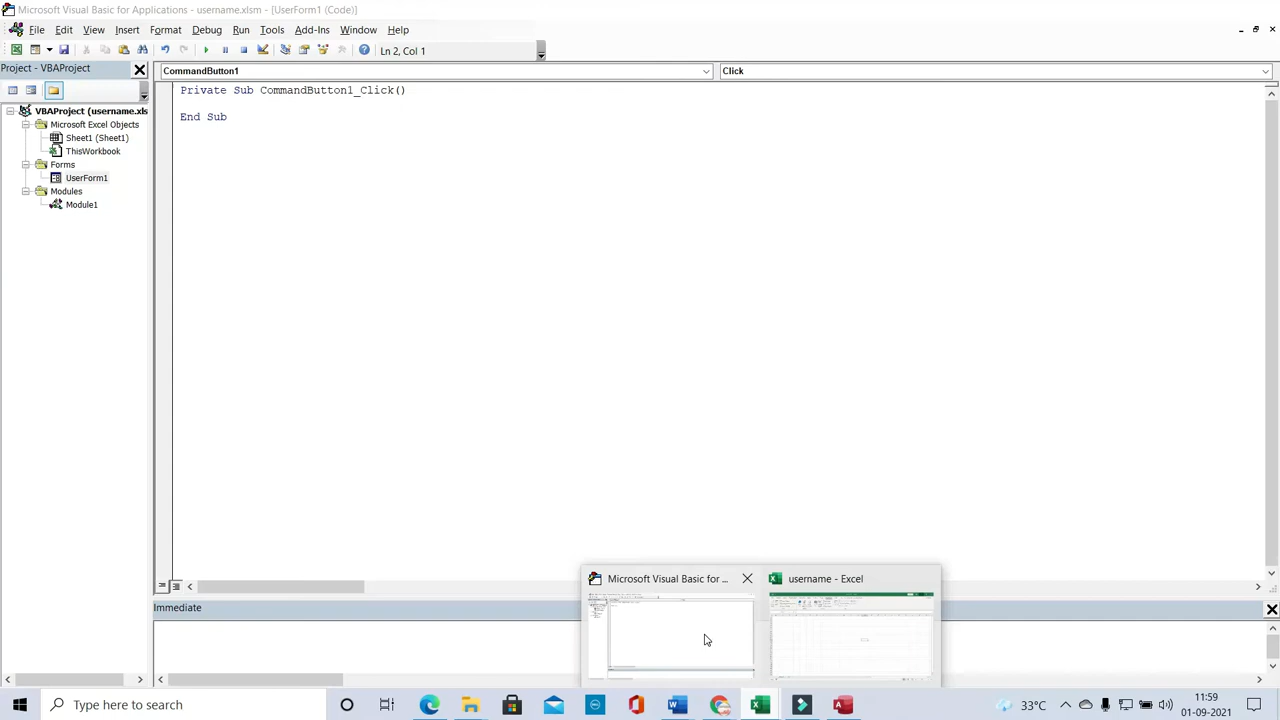 Microsoft Visual Basic for Applications - username.xlsm - [UserForm1 (Code)]
File Edit View Insert Format Debug Run Tools Add-Ins Window Help
Ln 2, Col 1
Project - VBAProject
CommandButton1
Click
VBAProject (username.xls
Microsoft Excel Objects
Sheet1 (Sheet1)
ThisWorkbook
Forms
UserForm1
Modules
Module1
Private Sub CommandButton1_Click()
End Sub
Immediate
Microsoft Visual Basic for ...
username - Excel
Type here to search
33°C
11:59
01-09-2021